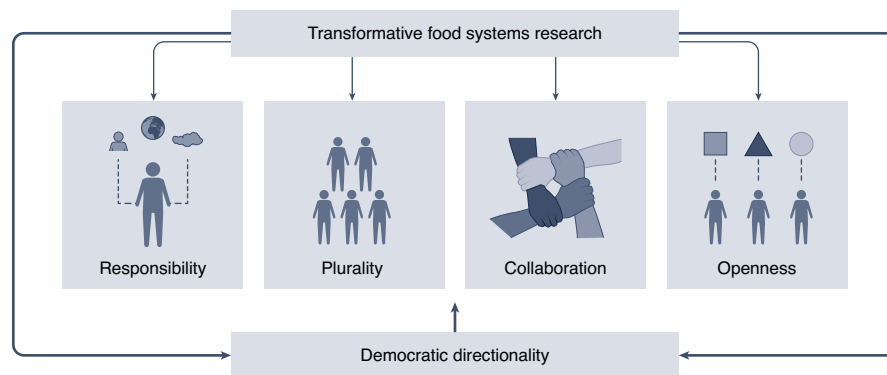 Transformative food systems research
Responsibility
Plurality
Collaboration
Openness
Democratic directionality